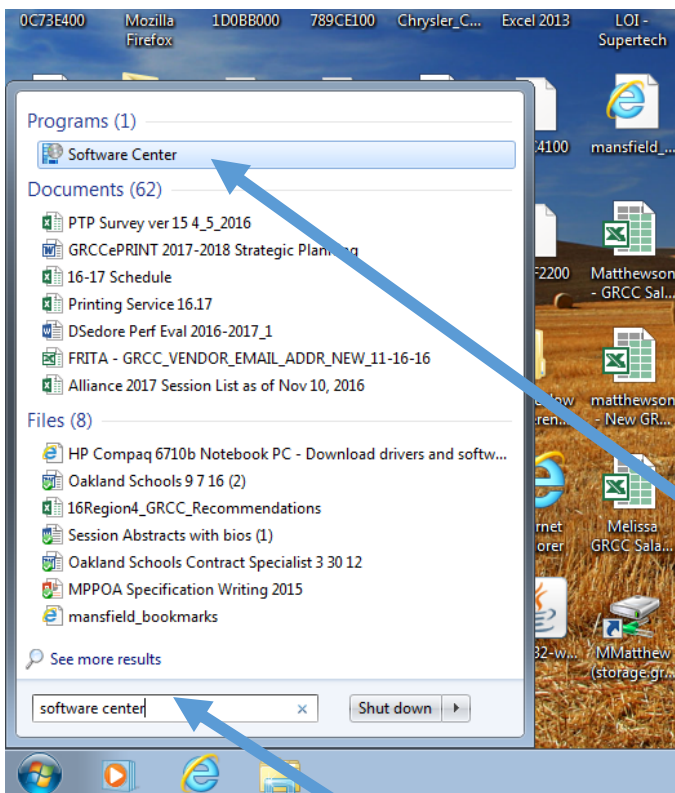 0C73E400 Mozilla Firefox 1D0BB000 789CE100 Chrysler_C... Excel 2013 LOI - Supertech
Programs (1)
Software Center
Documents (62)
PTP Survey ver 15 4_5_2016
GRCCePRINT 2017-2018 Strategic Planning
16-17 Schedule
Printing Service 16.17
DSedore Perf Eval 2016-2017_1
FRITA - GRCC_VENDOR_EMAIL_ADDR_NEW_11-16-16
Alliance 2017 Session List as of Nov 10, 2016
Files (8)
HP Compaq 6710b Notebook PC - Download drivers and softw...
Oakland Schools 9 7 16 (2)
16Region4_GRCC_Recommendations
Session Abstracts with bios (1)
Oakland Schools Contract Specialist 3 30 12
MPPOA Specification Writing 2015
mansfield_bookmarks
See more results
software center
Shut down
mansfield_...
Matthewson
- GRCC Sal...
matthewson
- New GR...
Melissa
GRCC Sala...
MMatthew
(storage.gr...